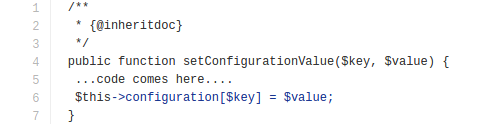 1 /**
2  * {@inheritdoc}
3  */
4 public function setConfigurationValue($key, $value) {
5  ...code comes here....
6  $this->configuration[$key] = $value;
7 }